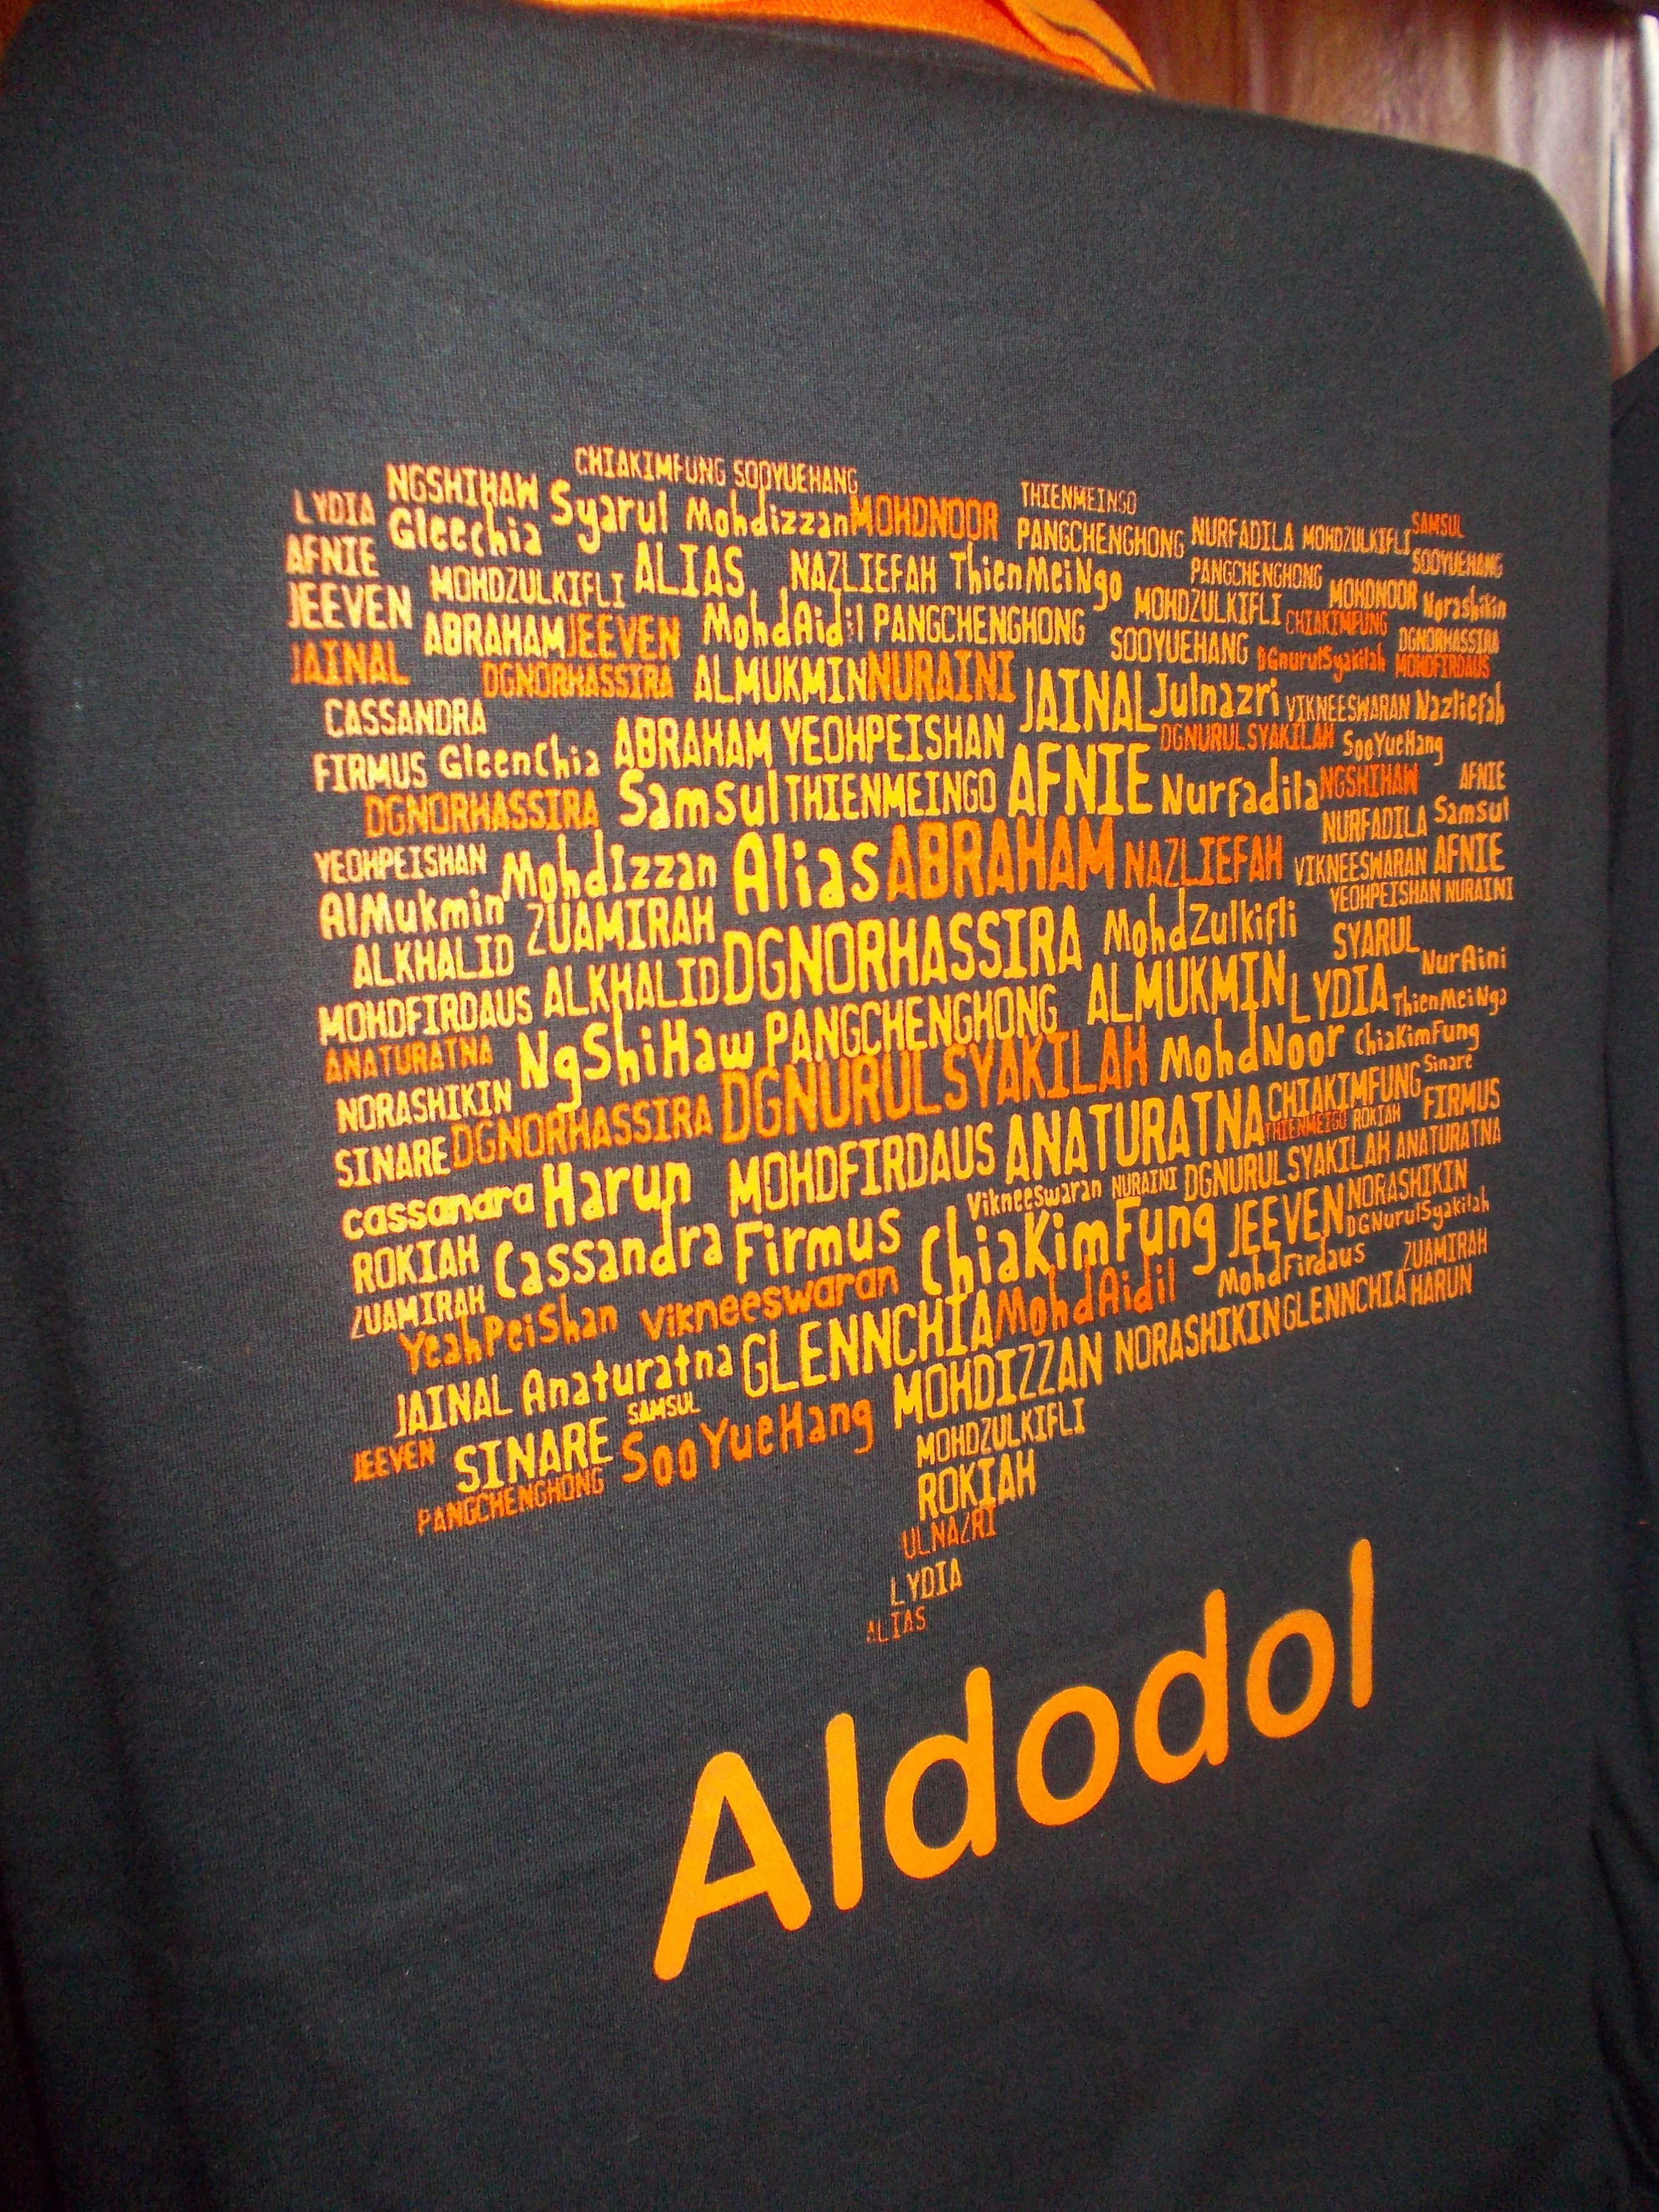 CHIAKIMFUNG SOOYUEHANG THIENMEINGO
LYDIA NGSHIHAW Syarul MohdizzanMOHDNOOR PANGCHENGHONG NURFADILA MOHDZULKIFLI SAMSUL
AFNIE Gleechia ALIAS NAZLIEFAH ThienMeiNgo PANGCHENGHONG SOOYUEHANG
JEEVEN MOHDZULKIFLI MohdAidil PANGCHENGHONG MOHDZULKIFLI MOHDNOOR Norashikin
ABRAHAM JEEVEN SOOYUEHANG CHIAKIMFUNG DGNORHASSIRA
JAINAL DGNORHASSIRA ALMUKMIN NURAINI DGnurulSyakilah MOHDFIRDAUS
CASSANDRA JAINAL Julnazri VIKNEESWARAN Nazliefah
FIRMUS GleenChia ABRAHAM YEOHPEISHAN DGNURULSYAKILAH SooYueHang
DGNORHASSIRA Samsul THIENMEINGO AFNIE Nurfadila NGSHIHAW AFNIE
NURFADILA Samsul
YEOHPEISHAN MohdIzzan Alias ABRAHAM NAZLIEFAH VIKNEESWARAN AFNIE
AlMukmin ZUAMIRAH YEOHPEISHAN NURAINI
ALKHALID DGNORHASSIRA MohdZulkifli SYARUL
MOHDFIRDAUS ALKHALID NurAini
ANATURATNA NgShiHaw PANGCHENGHONG ALMUKMIN LYDIA ThienMeiNgo
NORASHIKIN DGNURULSYAKILAH MohdNoor ChiaKimFung
SINARE DGNORHASSIRA CHIAKIMFUNG Sinare
cassandra Harun MOHDFIRDAUS ANATURATNA ROKIAH FIRMUS
Vikneeswaran NURAINI DGNURULSYAKILAH ANATURATNA
ROKIAH Cassandra Firmus ChiaKimFung JEEVEN NORASHIKIN
ZUAMIRAH DGNurulSyakilah
YeahPeiShan vikneeswaran MohdAidil MohdFirdaus ZUAMIRAH
JAINAL Anaturatna GLENNCHIA NORASHIKIN GLENNCHIA HARUN
JEEVEN SINARE SAMSUL SooYueHang MOHDIZZAN
PANGCHENGHONG MOHDZULKIFLI
ROKIAH
ULNAZRI
LYDIA
ALIAS
Aldodol